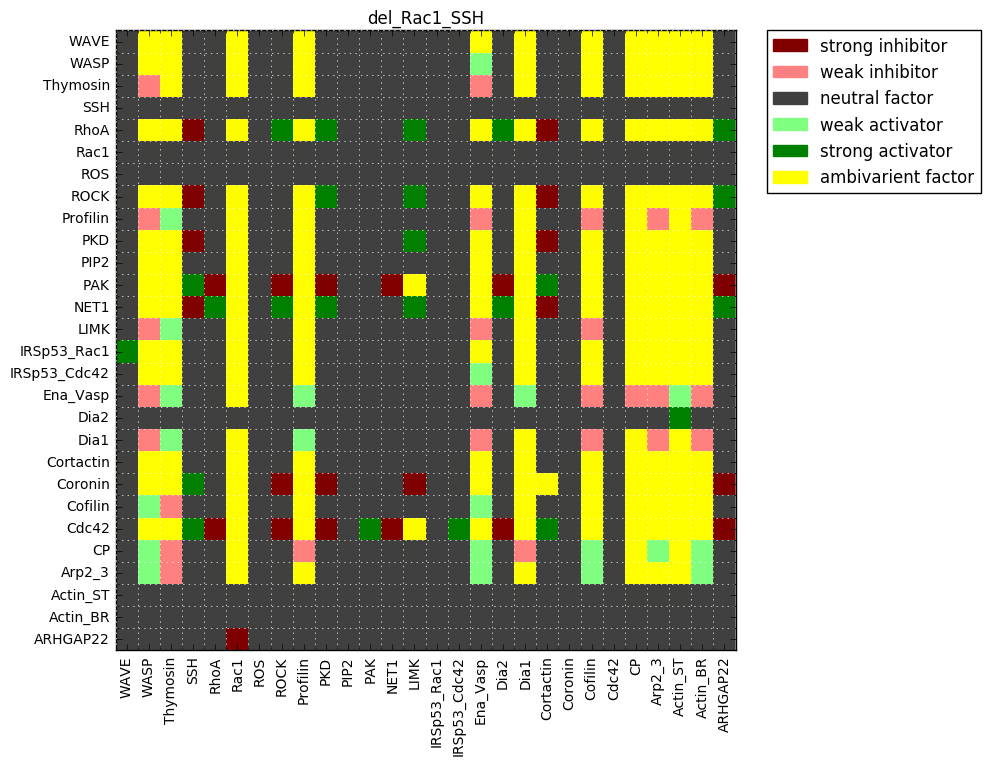 del_Rac1_SSH
WAVE
WASP
Thymosin
SSH
RhoA
Rac1
ROS
ROCK
Profilin
PKD
PIP2
PAK
NET1
LIMK
IRSp53_Rac1
IRSp53_Cdc42
Ena_Vasp
Dia2
Dia1
Cortactin
Coronin
Cofilin
Cdc42
CP
Arp2_3
Actin_ST
Actin_BR
ARHGAP22
WAVE
WASP
Thymosin
SSH
RhoA
Rac1
ROS
ROCK
Profilin
PKD
PIP2
PAK
NET1
LIMK
IRSp53_Rac1
IRSp53_Cdc42
Ena_Vasp
Dia2
Dia1
Cortactin
Coronin
Cofilin
Cdc42
CP
Arp2_3
Actin_ST
Actin_BR
ARHGAP22
strong inhibitor
weak inhibitor
neutral factor
weak activator
strong activator
ambivarient factor